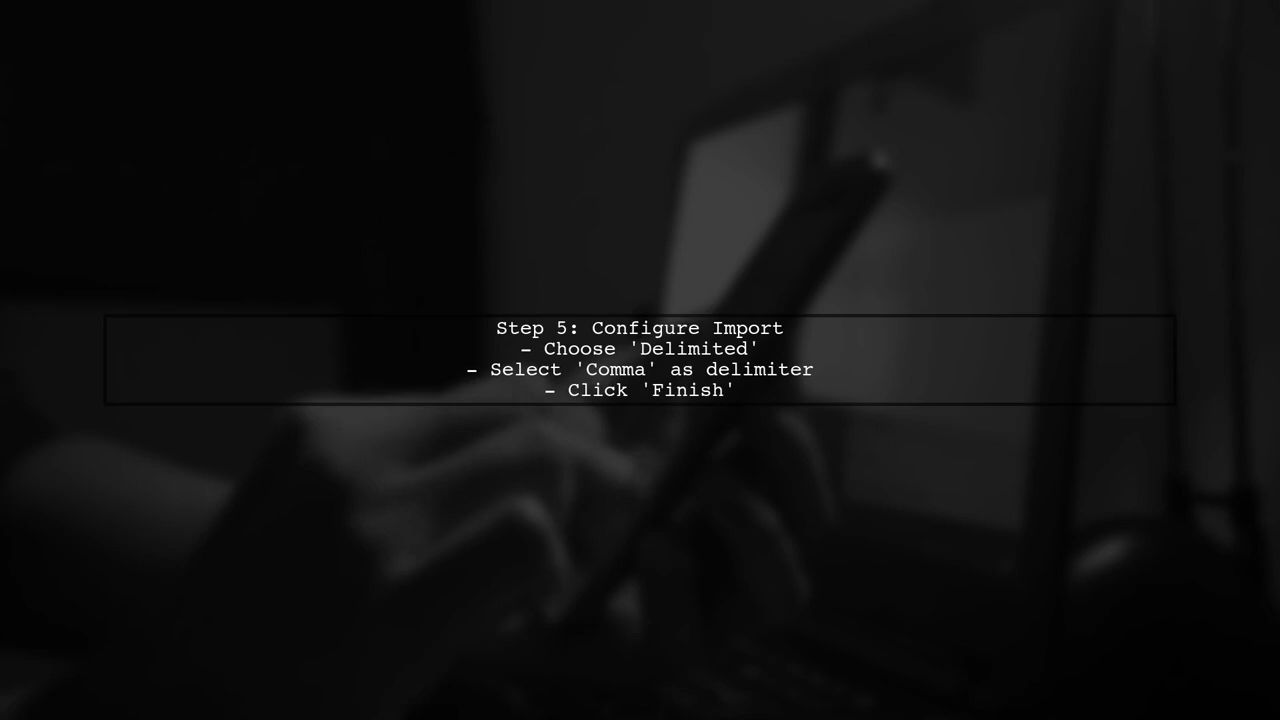 Step 5: Configure Import
- Choose 'Delimited'
- Select 'Comma' as delimiter
- Click 'Finish'